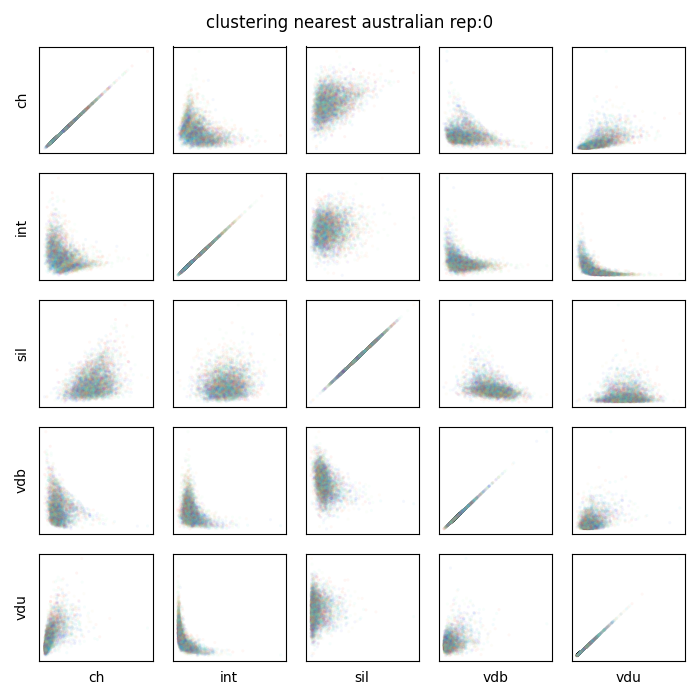 clustering nearest australian rep:0
ch
int
sil
vdb
vdu
ch int sil vdb vdu